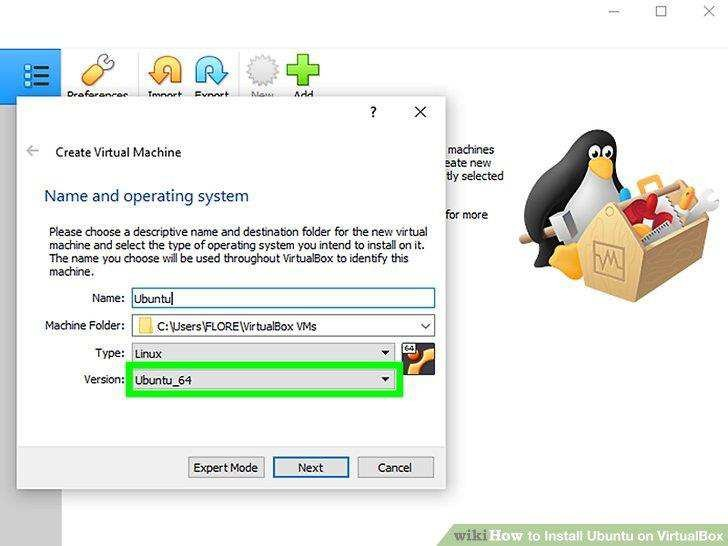 Preferences
Import
Export
New
Add
machines
eate new
tly selected
for more
?
Create Virtual Machine
Name and operating system
Please choose a descriptive name and destination folder for the new virtual
machine and select the type of operating system you intend to install on it.
The name you choose will be used throughout VirtualBox to identify this
machine.
Name: Ubuntu
Machine Folder: C:\Users\FLORE\VirtualBox VMs
Type: Linux
64
Version: Ubuntu_64
Expert Mode Next Cancel
wikiHow to Install Ubuntu on VirtualBox